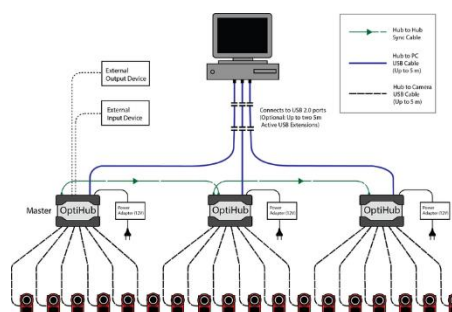 External
Output Device
External
Input Device
Connects to USB 2.0 ports
(Optional: Up to two 5m
Active USB Extensions)
Hub to Hub
Sync Cable
Hub to PC
USB Cable
(Up to 5 m)
Hub to Camera
USB Cable
(Up to 5 m)
Master
OptiHub
Power
Adapter (12V)
OptiHub
Power
Adapter (12V)
OptiHub
Power
Adapter (12V)